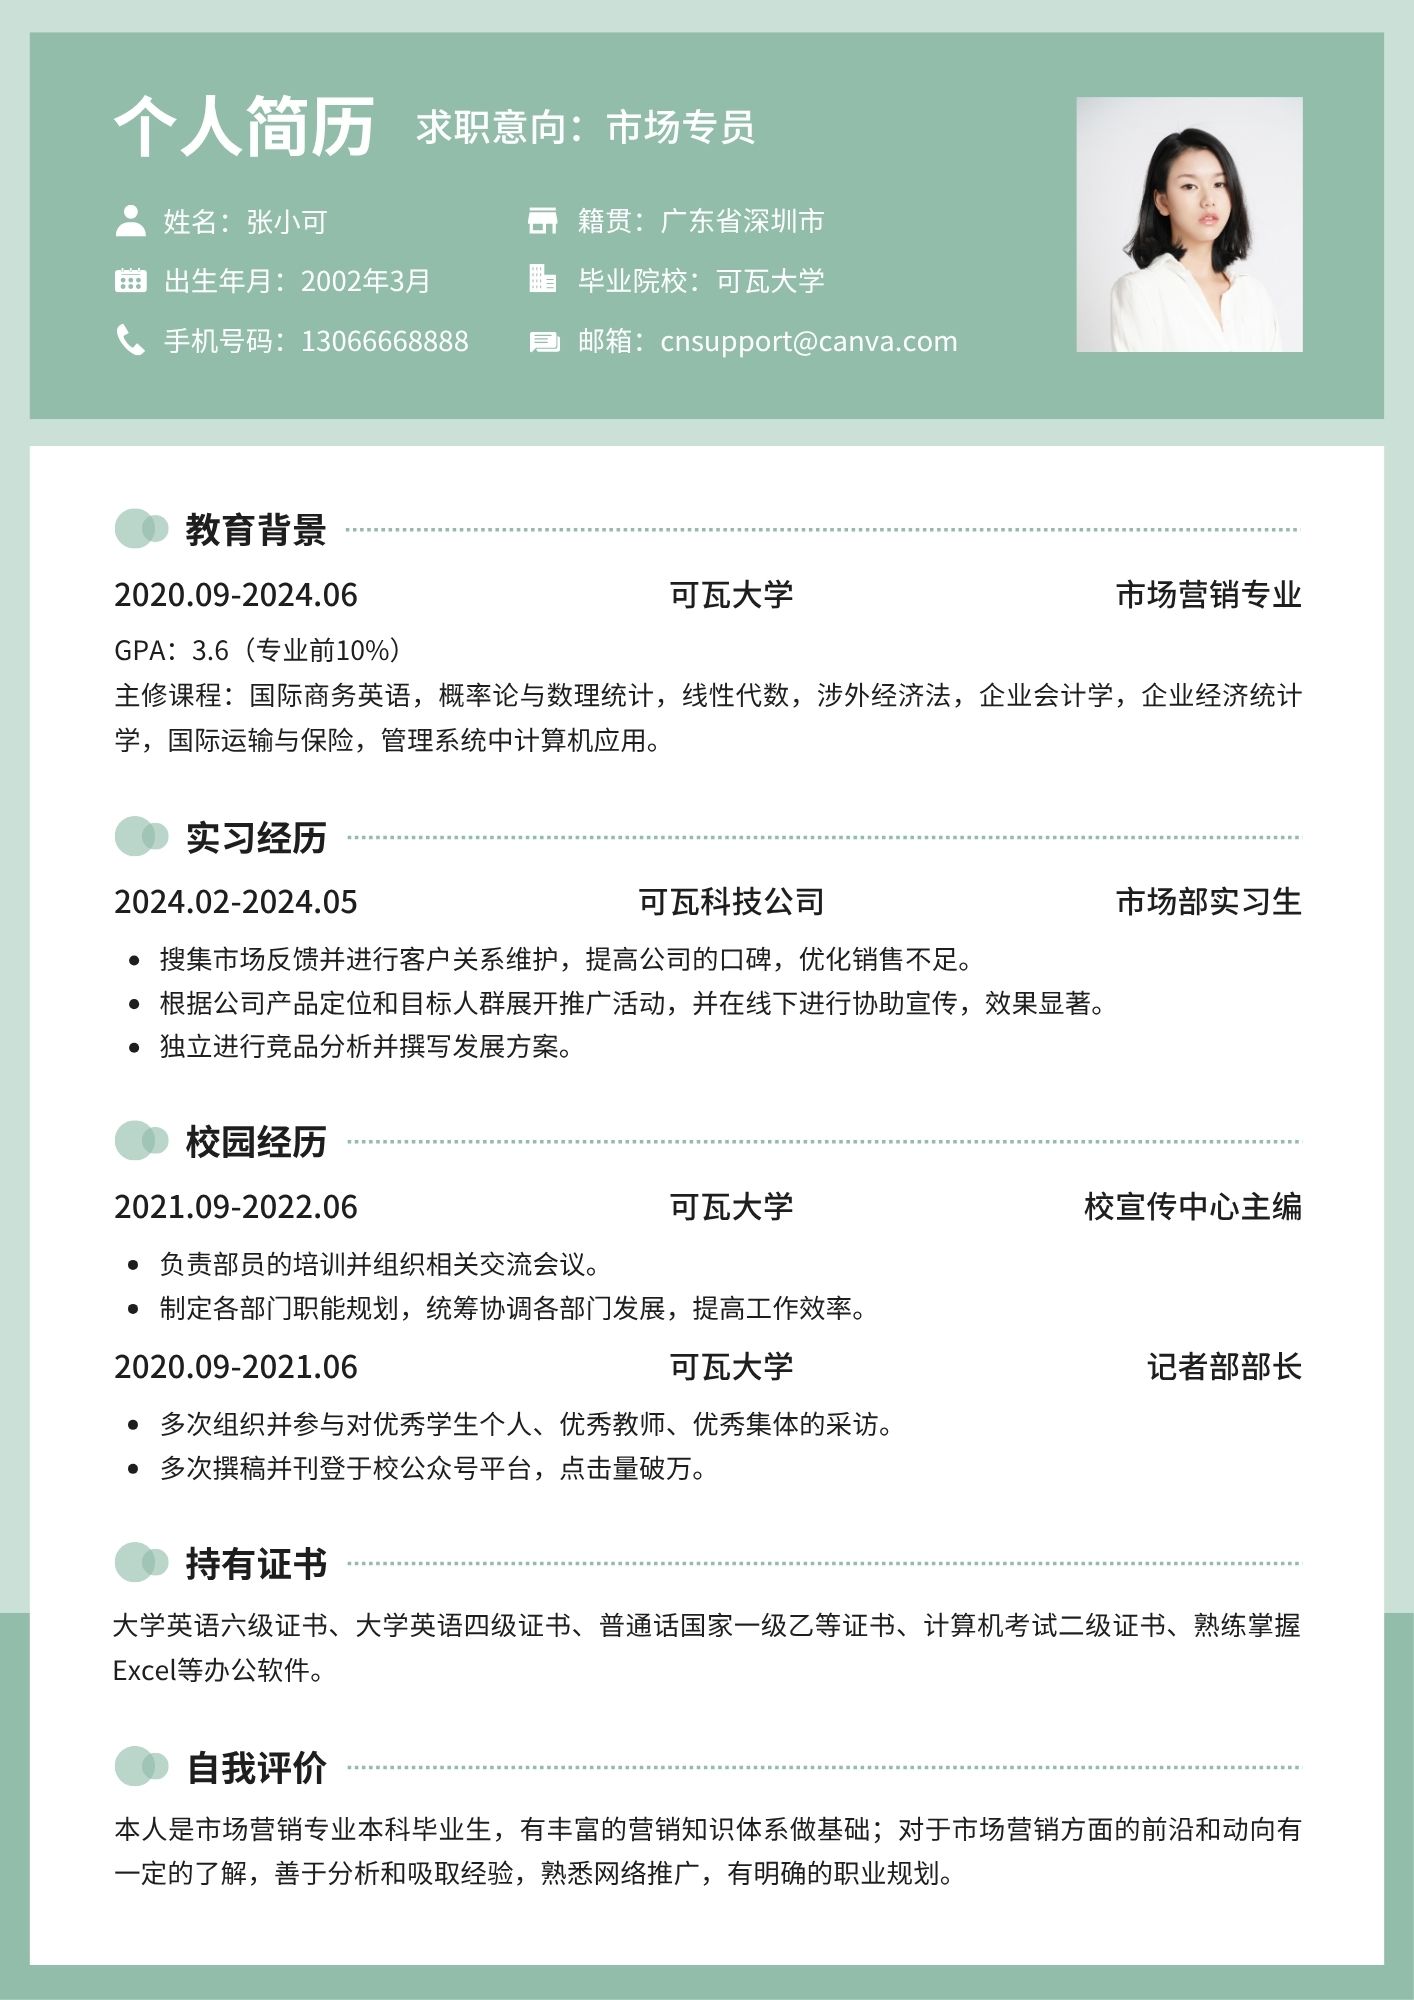 个人简历 求职意向：市场专员
姓名：张小可 籍贯：广东省深圳市
出生年月：2002年3月 毕业院校：可瓦大学
手机号码：13066668888 邮箱：cnsupport@canva.com
教育背景
2020.09-2024.06 可瓦大学 市场营销专业
GPA：3.6（专业前10%）
主修课程：国际商务英语，概率论与数理统计，线性代数，涉外经济法，企业会计学，企业经济统计
学，国际运输与保险，管理系统中计算机应用。
实习经历
2024.02-2024.05 可瓦科技公司 市场部实习生
• 搜集市场反馈并进行客户关系维护，提高公司的口碑，优化销售不足。
• 根据公司产品定位和目标人群展开推广活动，并在线下进行协助宣传，效果显著。
• 独立进行竞品分析并撰写发展方案。
校园经历
2021.09-2022.06 可瓦大学 校宣传中心主编
• 负责部员的培训并组织相关交流会议。
• 制定各部门职能规划，统筹协调各部门发展，提高工作效率。
2020.09-2021.06 可瓦大学 记者部部长
• 多次组织并参与对优秀学生个人、优秀教师、优秀集体的采访。
• 多次撰稿并刊登于校公众号平台，点击量破万。
持有证书
大学英语六级证书、大学英语四级证书、普通话国家一级乙等证书、计算机考试二级证书、熟练掌握
Excel等办公软件。
自我评价
本人是市场营销专业本科毕业生，有丰富的营销知识体系做基础；对于市场营销方面的前沿和动向有
一定的了解，善于分析和吸取经验，熟悉网络推广，有明确的职业规划。